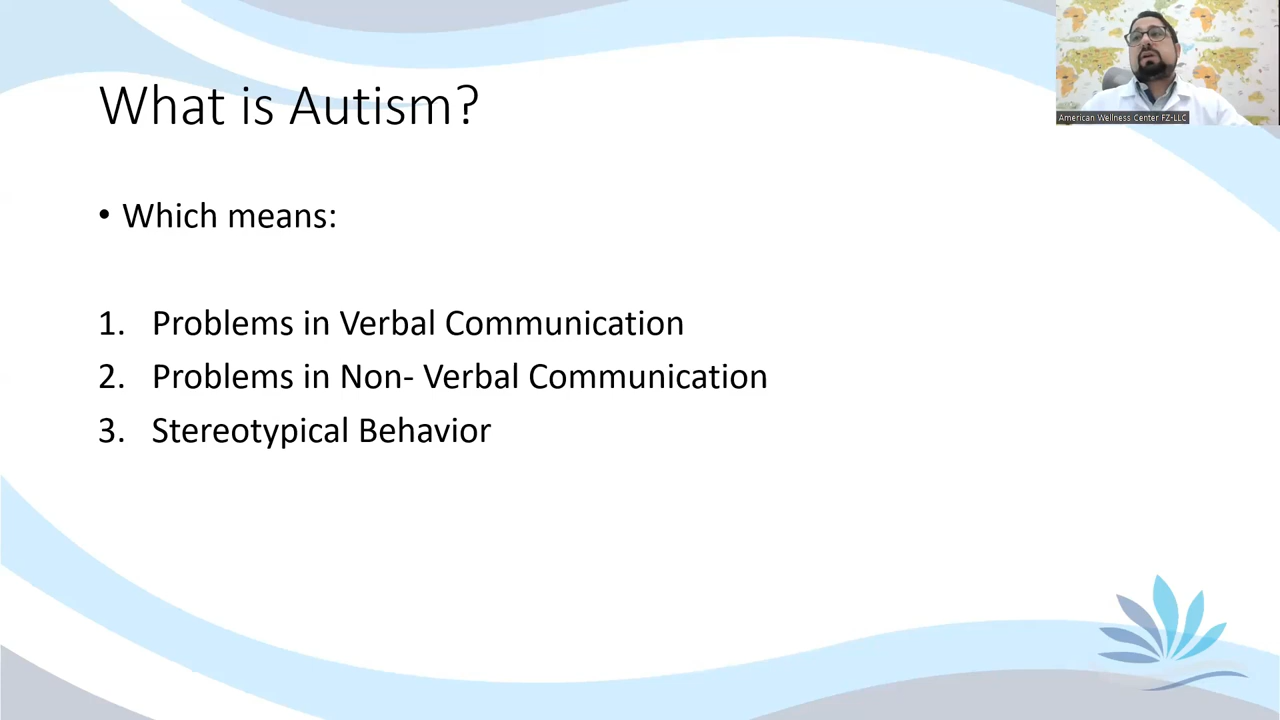 What is Autism?
• Which means:
1. Problems in Verbal Communication
2. Problems in Non- Verbal Communication
3. Stereotypical Behavior
American Wellness Center FZ-LLC